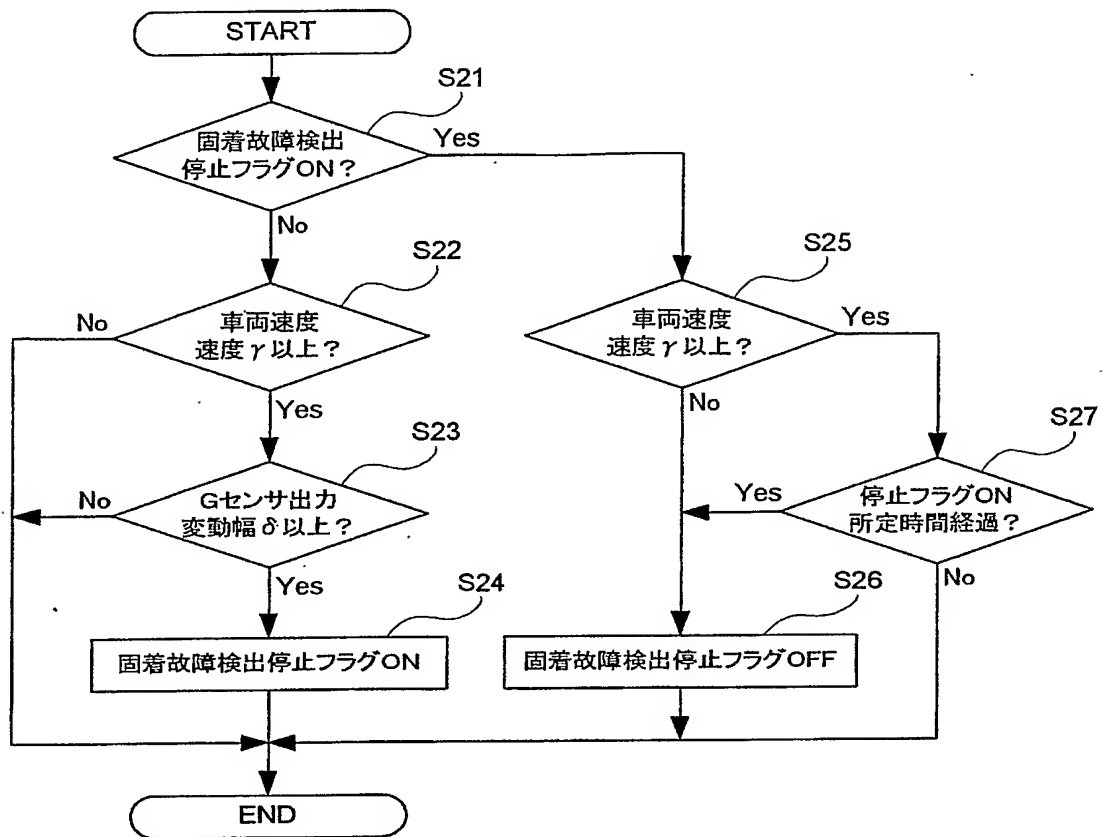 START
S21
固着故障検出
停止フラグON？
Yes
No
S22
車両速度
速度γ以上？
No
Yes
S23
Gセンサ出力
変動幅δ以上？
No
Yes
S24
固着故障検出停止フラグON
S25
車両速度
速度γ以上？
Yes
No
S27
停止フラグON
所定時間経過？
Yes
No
S26
固着故障検出停止フラグOFF
END